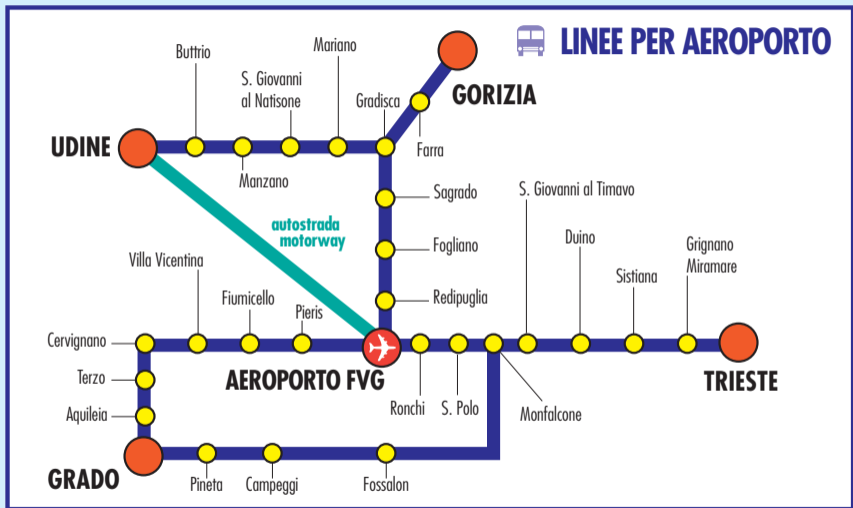 LINEE PER AEROPORTO
Mariano
Buttrio
S. Giovanni
al Natisone
Gradisca
GORIZIA
UDINE
Farra
Manzano
Sagrado
S. Giovanni al Timavo
autostrada
motorway
Fogliano
Duino
Grignano
Miramare
Villa Vicentina
Sistiana
Fiumicello
Redipuglia
Pieris
Cervignano
Terzo
AEROPORTO FVG
TRIESTE
Aquileia
Ronchi
S. Polo
Monfalcone
GRADO
Pineta
Campeggi
Fossalon